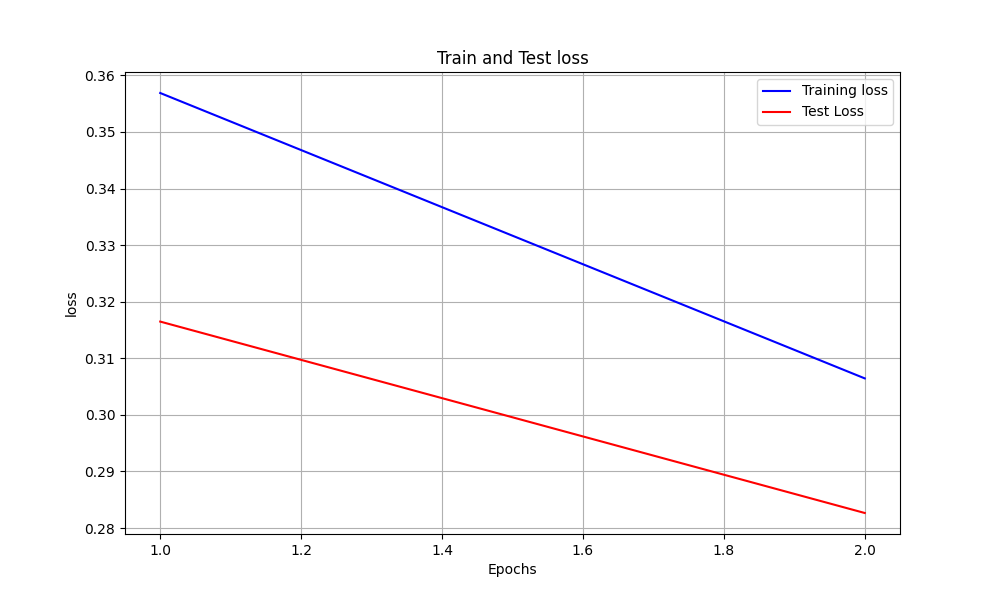 Train and Test loss
Training loss
Test Loss
0.36
0.35
0.34
0.33
0.32
0.31
0.30
0.29
0.28
loss
1.0 1.2 1.4 1.6 1.8 2.0
Epochs